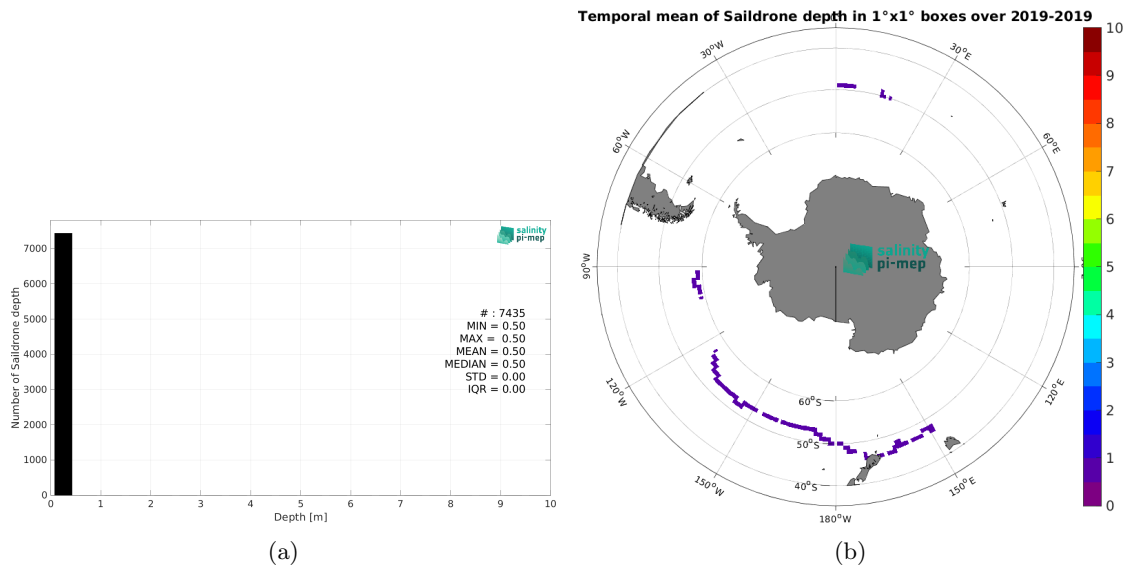 Number of Saildrone depth
7000
6000
5000
4000
3000
2000
1000
0
0 1 2 3 4 5 6 7 8 9 10
Depth [m]
salinity
pi-mep
# : 7435
MIN = 0.50
MAX = 0.50
MEAN = 0.50
MEDIAN = 0.50
STD = 0.00
IQR = 0.00
(a)
Temporal mean of Saildrone depth in 1°x1° boxes over 2019-2019
30°W
30°E
60°W
60°E
90°W
120°W
120°E
150°W
150°E
180°W
60°S
50°S
40°S
salinity
pi-mep
10
9
8
7
6
5
4
3
2
1
0
(b)